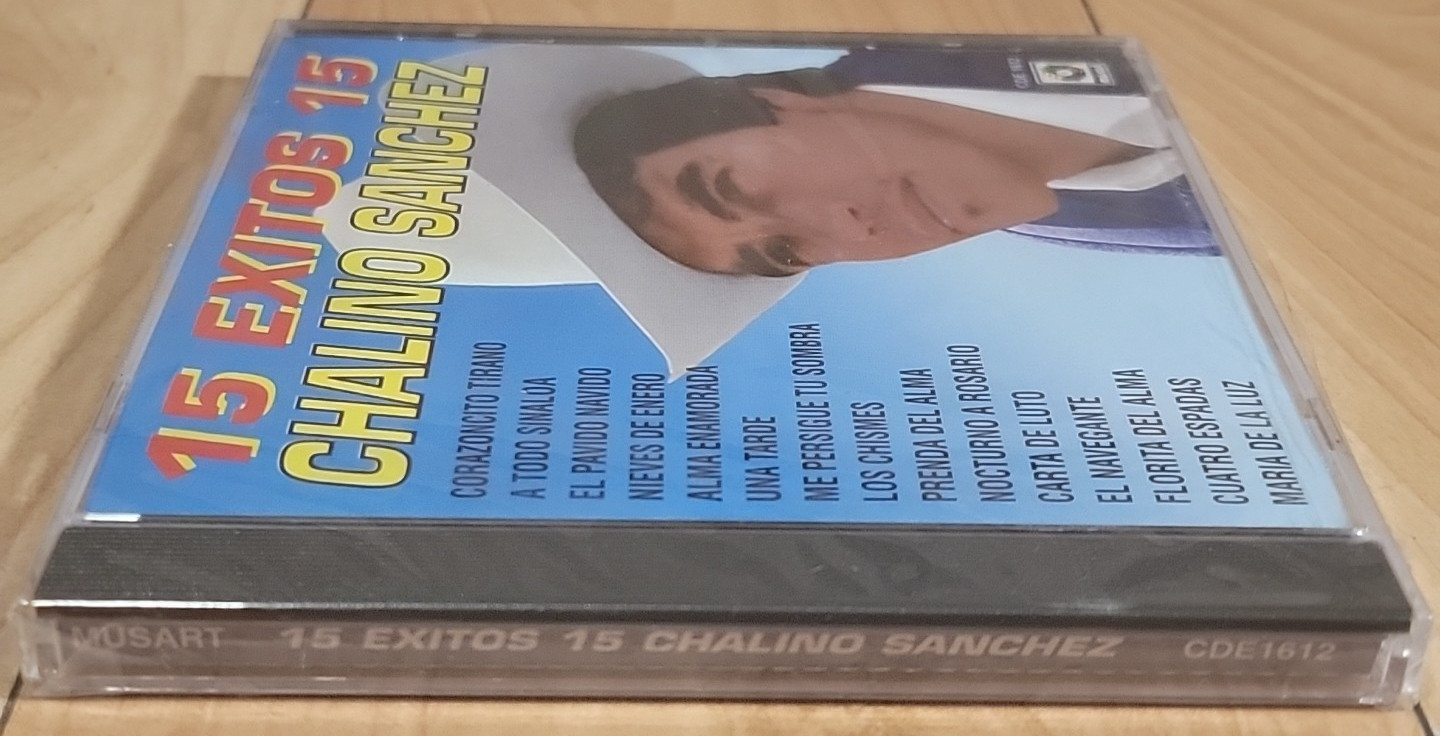 15 EXITOS 15
CHALINO SANCHEZ
CORAZONCITO TIRANO
A TODO SINALOA
EL PAVIDO NAVIDO
NIEVES DE ENERO
ALMA ENAMORADA
UNA TARDE
ME PERSIGUE TU SOMBRA
LOS CHISMES
PRENDA DEL ALMA
NOCTURNO A ROSARIO
CARTA DE LUTO
EL NAVEGANTE
FLORITA DEL ALMA
CUATRO ESPADAS
MARIA DE LA LUZ
MUSART 15 EXITOS 15 CHALINO SANCHEZ CDE1612